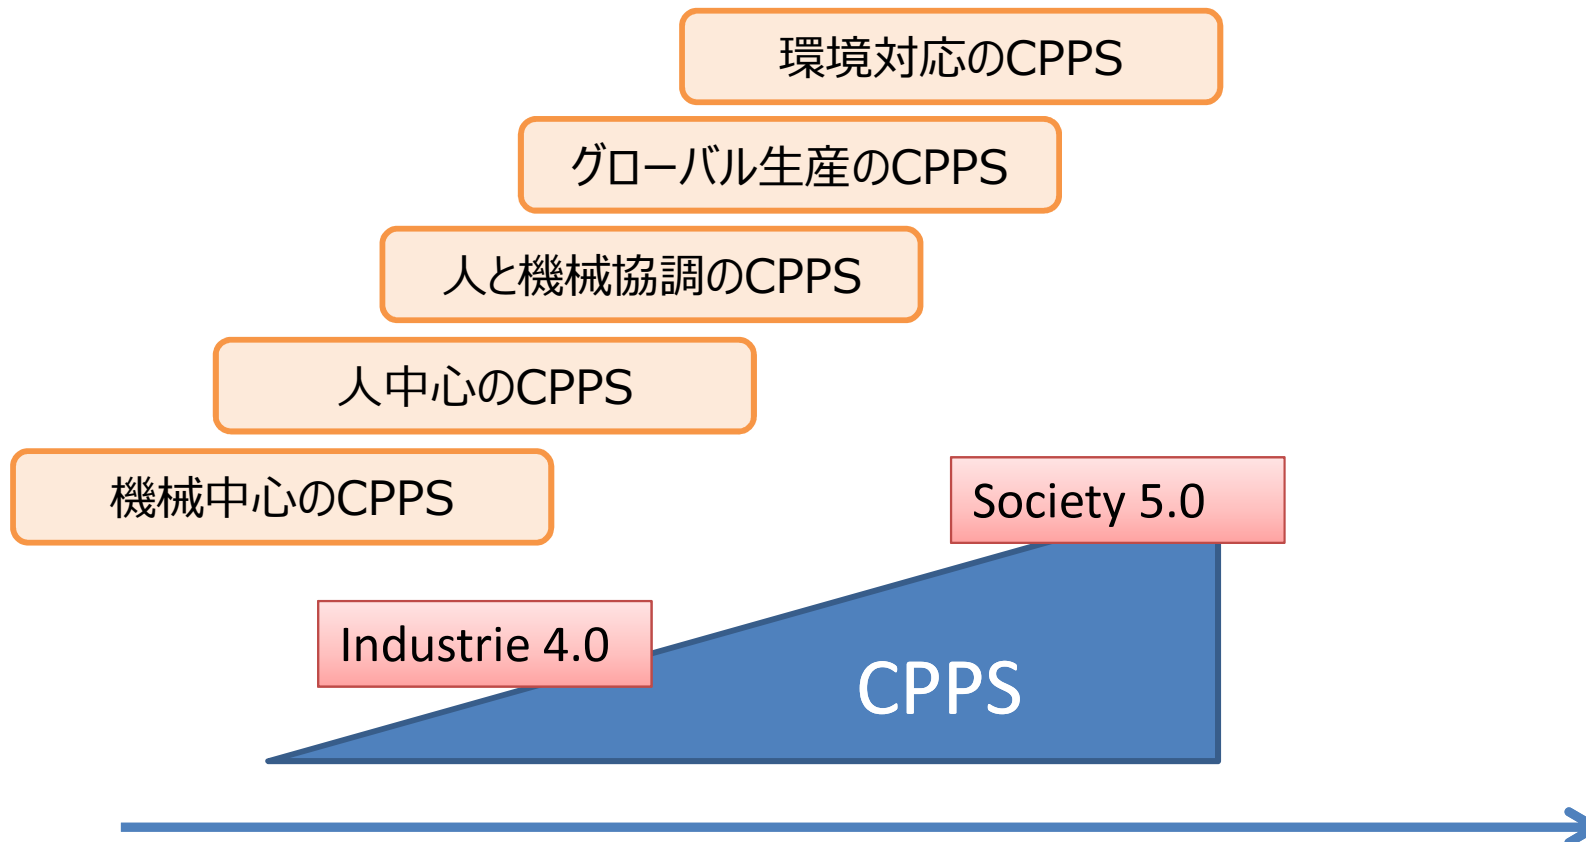 環境対応のCPPS
グローバル生産のCPPS
人と機械協調のCPPS
人中心のCPPS
機械中心のCPPS
Society 5.0
Industrie 4.0
CPPS